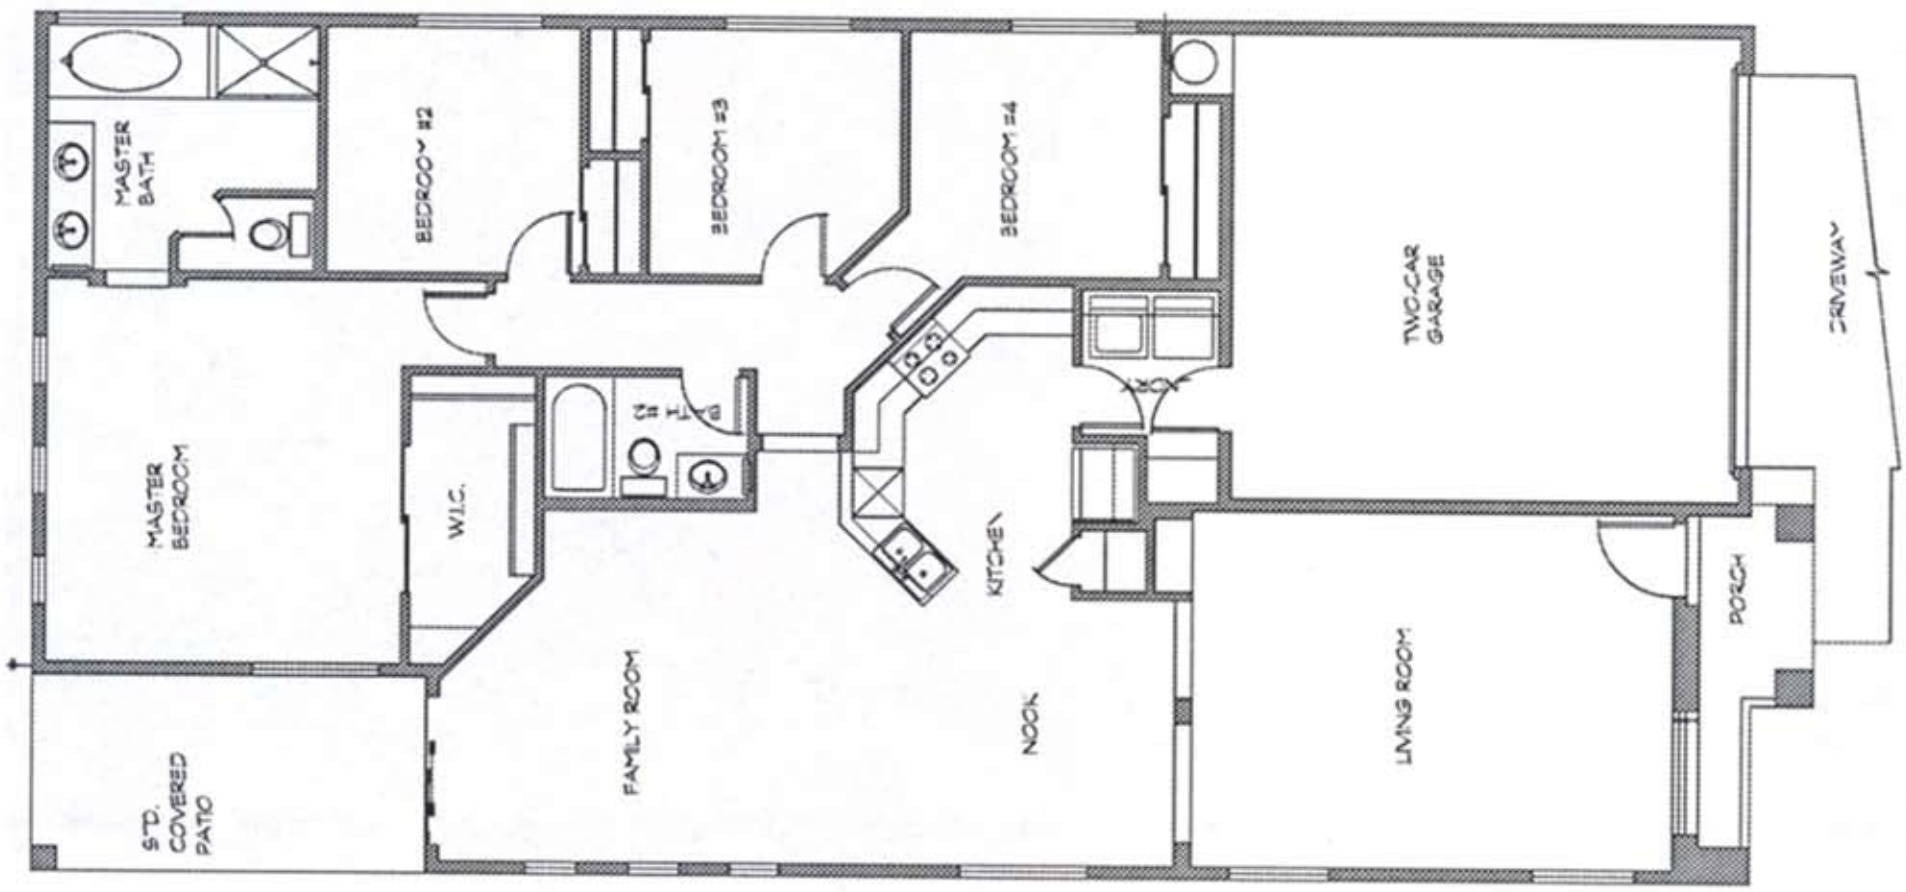 MASTER
BATH
BEDROOM #2
BEDROOM #3
BEDROOM #4
TWO-CAR
GARAGE
DRIVEWAY
MASTER
BEDROOM
W.I.C.
BATH
#2
KITCHEN
PORCH
STD.
COVERED
PATIO
FAMILY ROOM
NOOK
LIVING ROOM